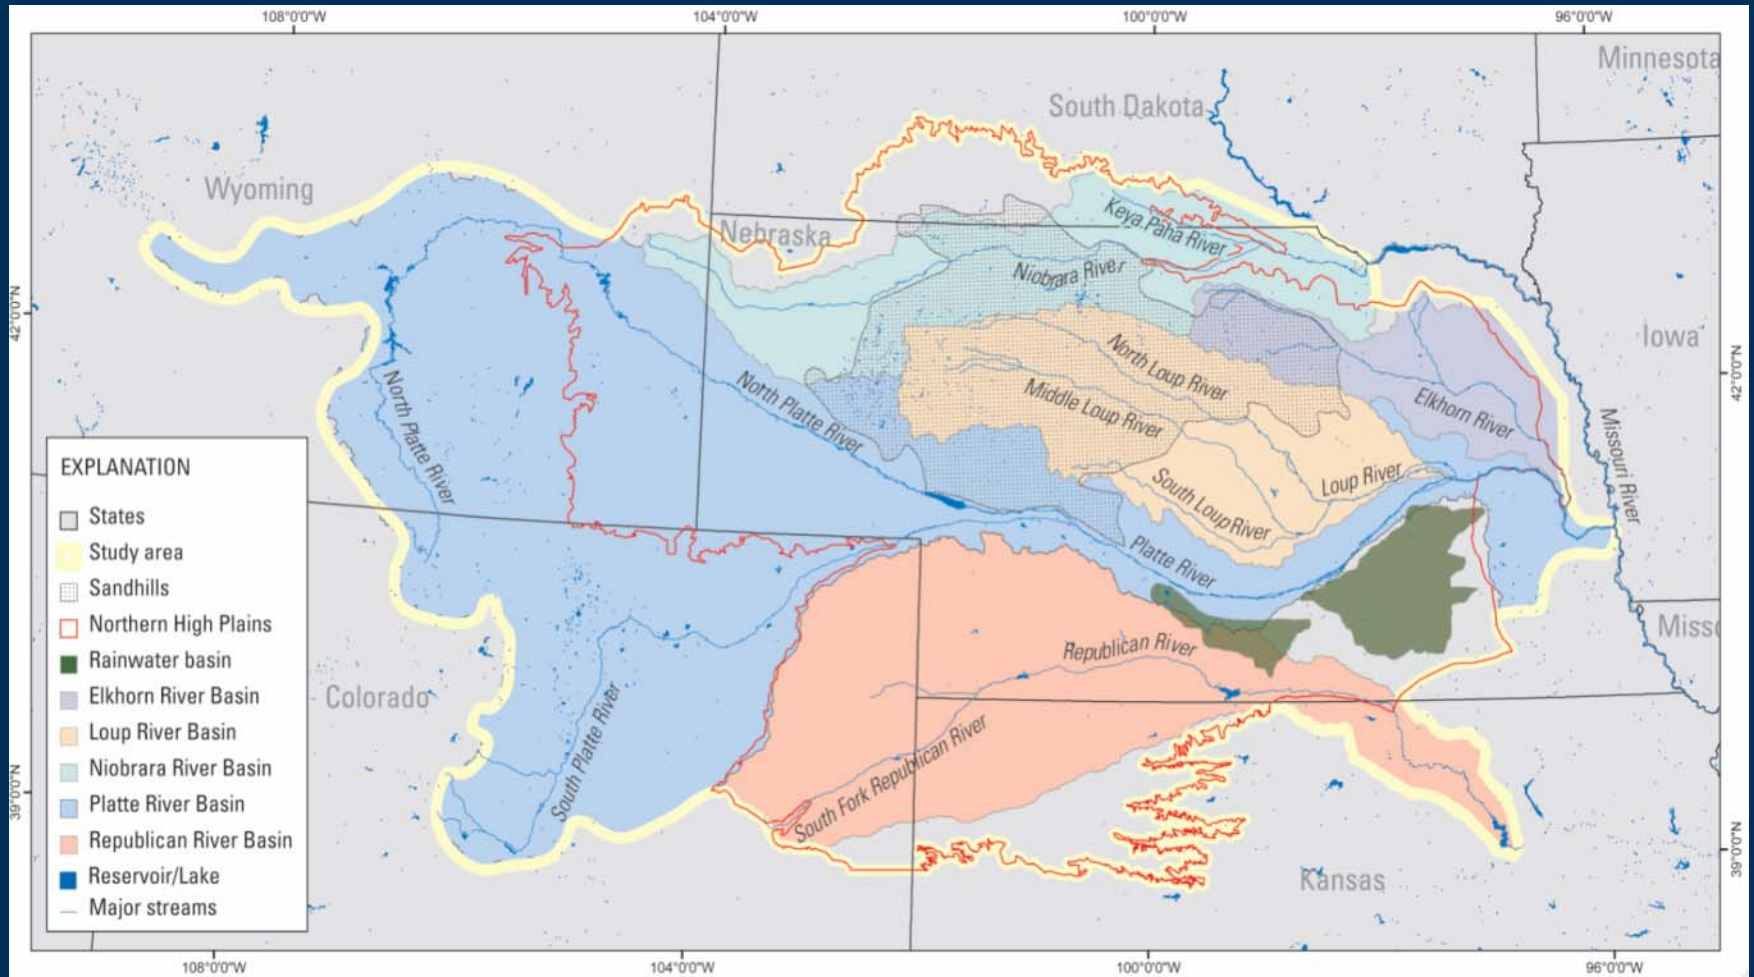 108°0'0"W
104°0'0"W
100°0'0"W
96°0'0"W
Minnesota
South Dakota
Wyoming
Keya Paha River
Nebraska
Niobrara River
42°0'0"N
Iowa
42°0'0"N
North Loup River
North Platte River
North Platte River
Middle Loup River
Elkhorn River
Missouri River
South Loup River
Loup River
Platte River
EXPLANATION
States
Study area
Sandhills
Northern High Plains
Rainwater basin
Elkhorn River Basin
Loup River Basin
Niobrara River Basin
Platte River Basin
Republican River Basin
Reservoir/Lake
Major streams
Misso
Republican River
Colorado
South Platte River
South Fork Republican River
39°0'0"N
39°0'0"N
Kansas
108°0'0"W
104°0'0"W
100°0'0"W
96°0'0"W